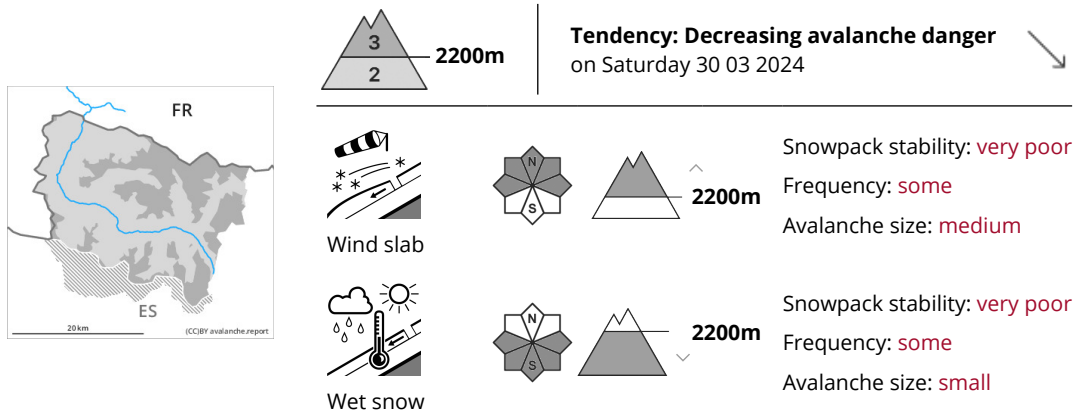 3
2
2200m
Tendency: Decreasing avalanche danger
on Saturday 30 03 2024
FR
ES
20 km
(CC)BY avalanche.report
Wind slab
N
S
2200m
Snowpack stability: very poor
Frequency: some
Avalanche size: medium
Wet snow
N
S
2200m
Snowpack stability: very poor
Frequency: some
Avalanche size: small